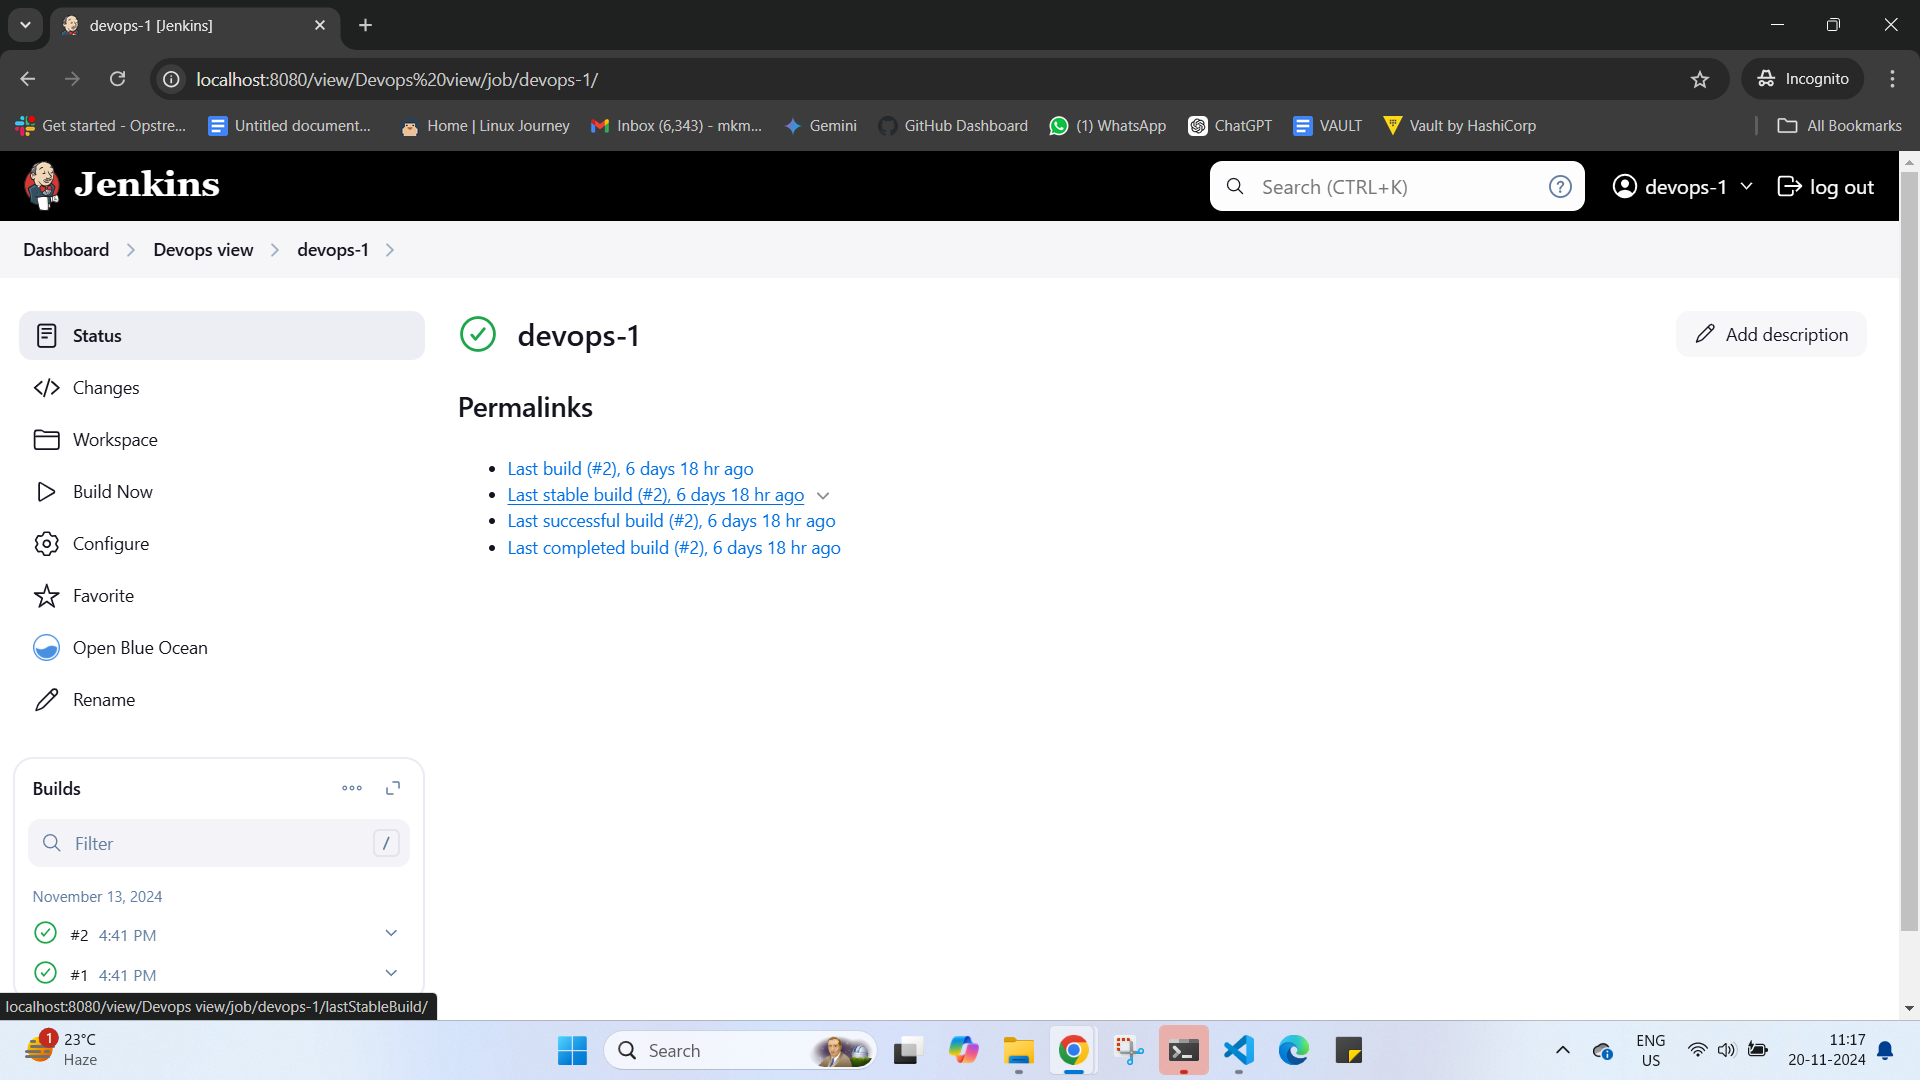 devops-1 [Jenkins]
localhost:8080/view/Devops%20view/job/devops-1/
Incognito
Get started - Opstre...
Untitled document...
Home | Linux Journey
Inbox (6,343) - mkm...
Gemini
GitHub Dashboard
(1) WhatsApp
ChatGPT
VAULT
Vault by HashiCorp
All Bookmarks
Jenkins
Search (CTRL+K)
?
devops-1
log out
Dashboard
Devops view
devops-1
Status
Changes
Workspace
Build Now
Configure
Favorite
Open Blue Ocean
Rename
devops-1
Add description
Permalinks
Last build (#2), 6 days 18 hr ago
Last stable build (#2), 6 days 18 hr ago
Last successful build (#2), 6 days 18 hr ago
Last completed build (#2), 6 days 18 hr ago
Builds
Filter
/
November 13, 2024
#2 4:41 PM
#1 4:41 PM
localhost:8080/view/Devops view/job/devops-1/lastStableBuild/
1
23°C
Haze
Search
ENG
US
11:17
20-11-2024